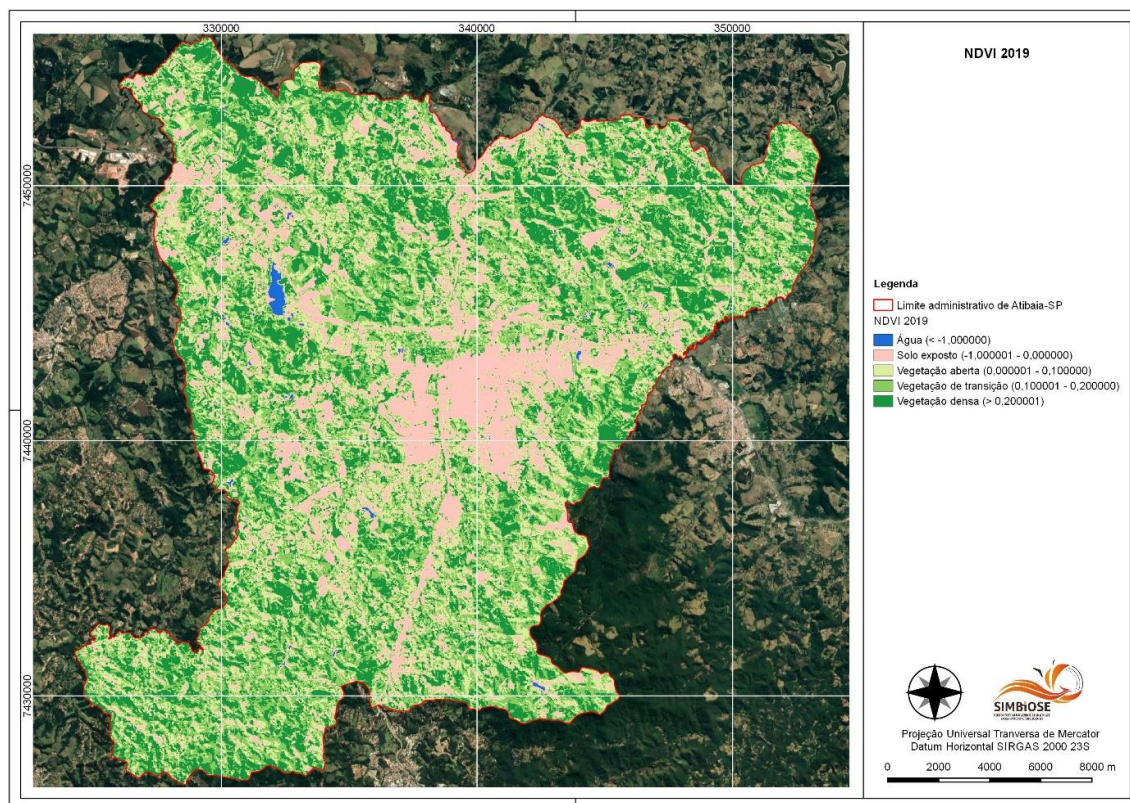 330000 340000 350000
7450000
7440000
7430000
NDVI 2019
Legenda
Limite administrativo de Atibaia-SP
NDVI 2019
Água (< -1,000000)
Solo exposto (-1,000001 - 0,000000)
Vegetação aberta (0,000001 - 0,100000)
Vegetação de transição (0,100001 - 0,200000)
Vegetação densa (> 0,200001)
SIMBiOSE
Projeção Universal Tranversa de Mercator
Datum Horizontal SIRGAS 2000 23S
0 2000 4000 6000 8000 m